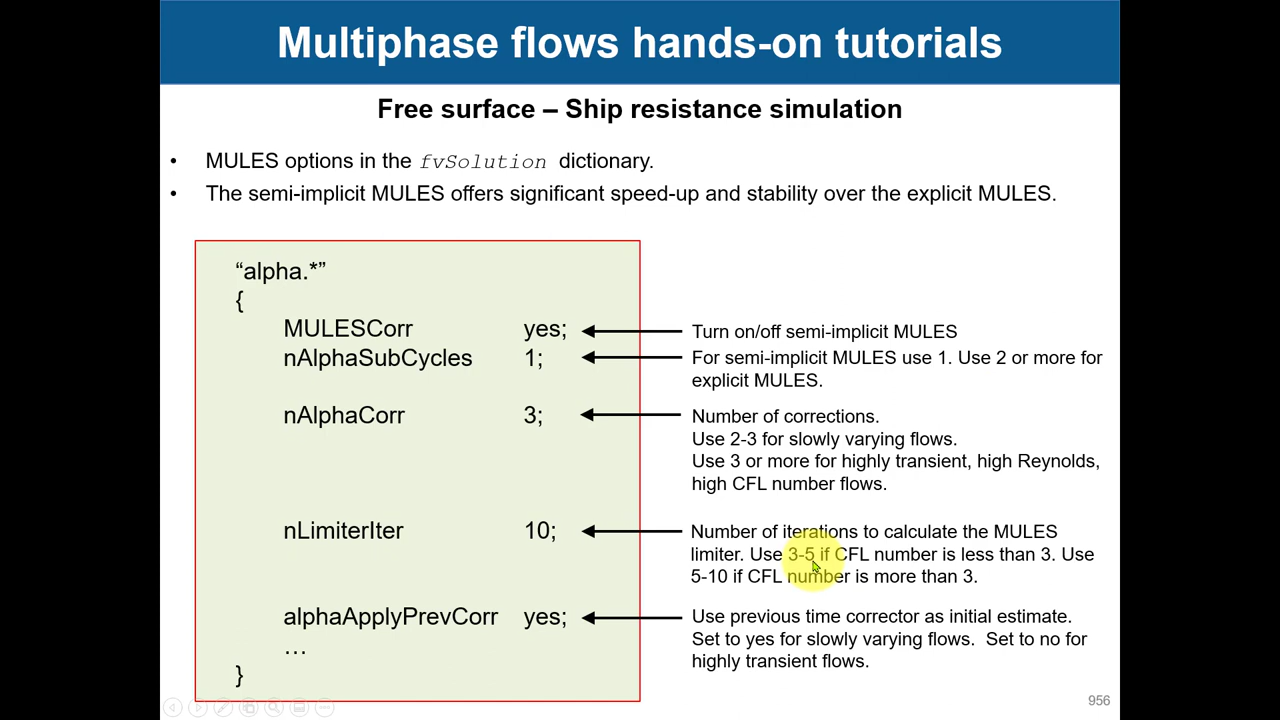 Multiphase flows hands-on tutorials
Free surface – Ship resistance simulation
• MULES options in the fvSolution dictionary.
• The semi-implicit MULES offers significant speed-up and stability over the explicit MULES.
“alpha.*”
{
MULESCorr yes;
Turn on/off semi-implicit MULES
nAlphaSubCycles 1;
For semi-implicit MULES use 1. Use 2 or more for
explicit MULES.
nAlphaCorr 3;
Number of corrections.
Use 2-3 for slowly varying flows.
Use 3 or more for highly transient, high Reynolds,
high CFL number flows.
nLimiterIter 10;
Number of iterations to calculate the MULES
limiter. Use 3-5 if CFL number is less than 3. Use
5-10 if CFL number is more than 3.
alphaApplyPrevCorr yes;
Use previous time corrector as initial estimate.
Set to yes for slowly varying flows. Set to no for
highly transient flows.
...
}
956